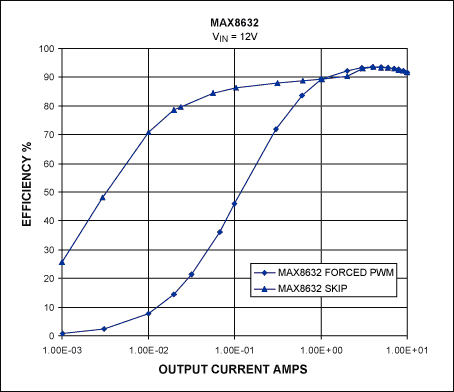 MAX8632
VIN = 12V
EFFICIENCY %
100
90
80
70
60
50
40
30
20
10
0
MAX8632 FORCED PWM
MAX8632 SKIP
1.00E-03 1.00E-02 1.00E-01 1.00E+00 1.00E+01
OUTPUT CURRENT AMPS